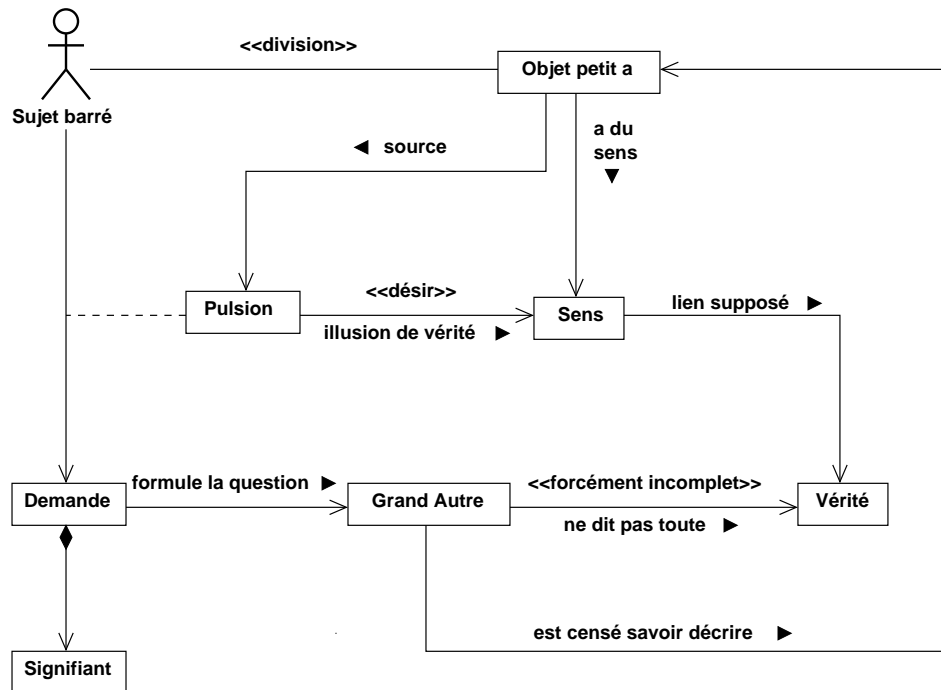 <<division>>
Objet petit a
Sujet barré
a du
sens
source
<<désir>>
Pulsion
Sens
lien supposé
illusion de vérité
formule la question
<<forcément incomplet>>
Demande
Grand Autre
Vérité
ne dit pas toute
est censé savoir décrire
Signifiant